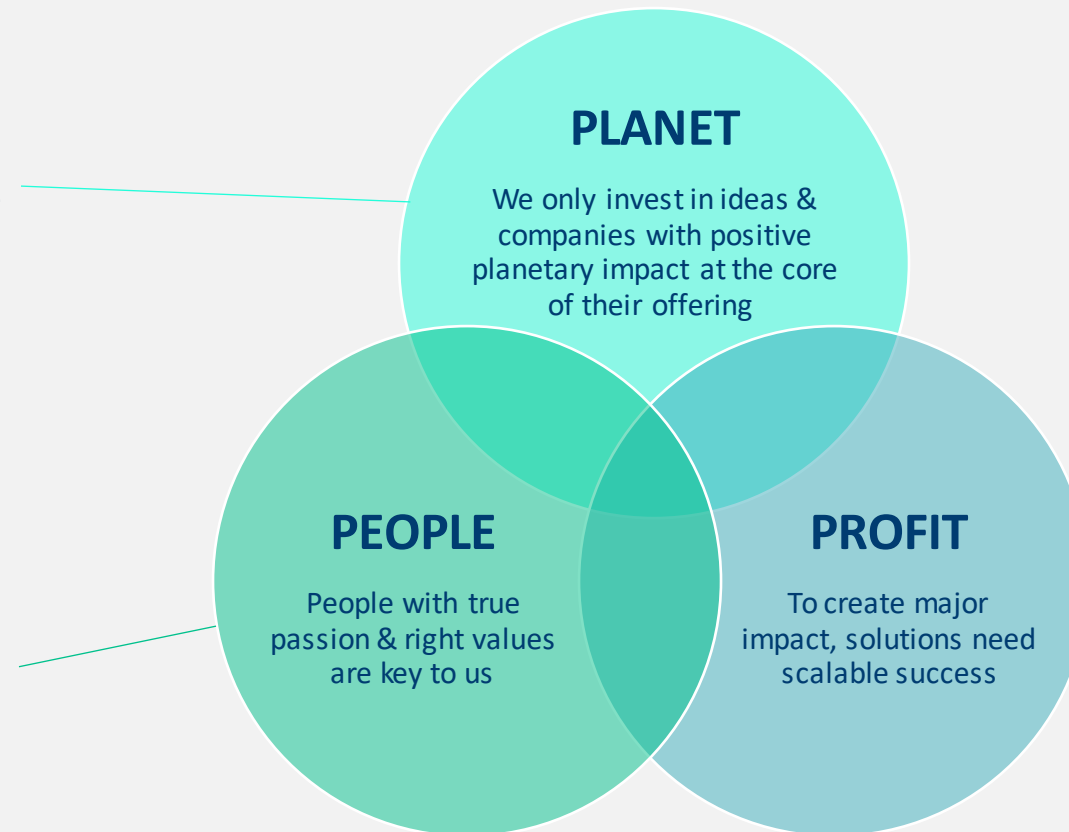 PLANET
We only invest in ideas &
companies with positive
planetary impact at the core
of their offering
PEOPLE
People with true
passion & right values
are key to us
PROFIT
To create major
impact, solutions need
scalable success